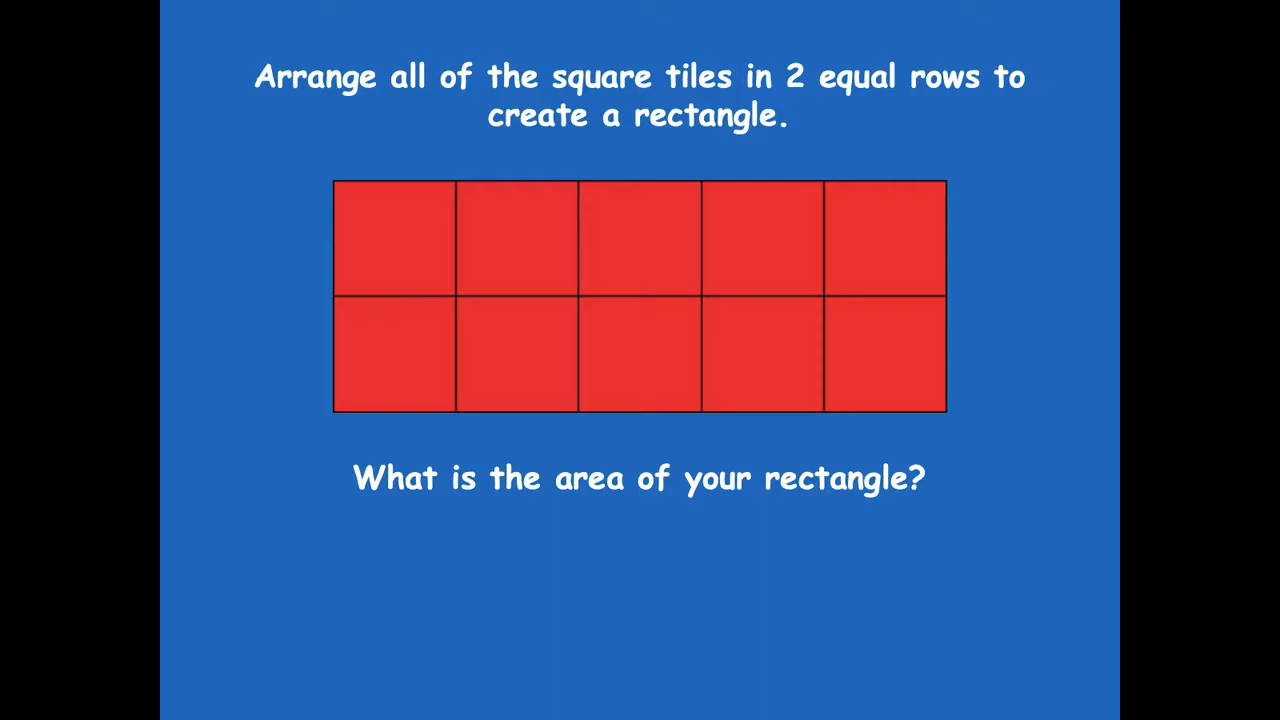 Arrange all of the square tiles in 2 equal rows to
create a rectangle.
What is the area of your rectangle?